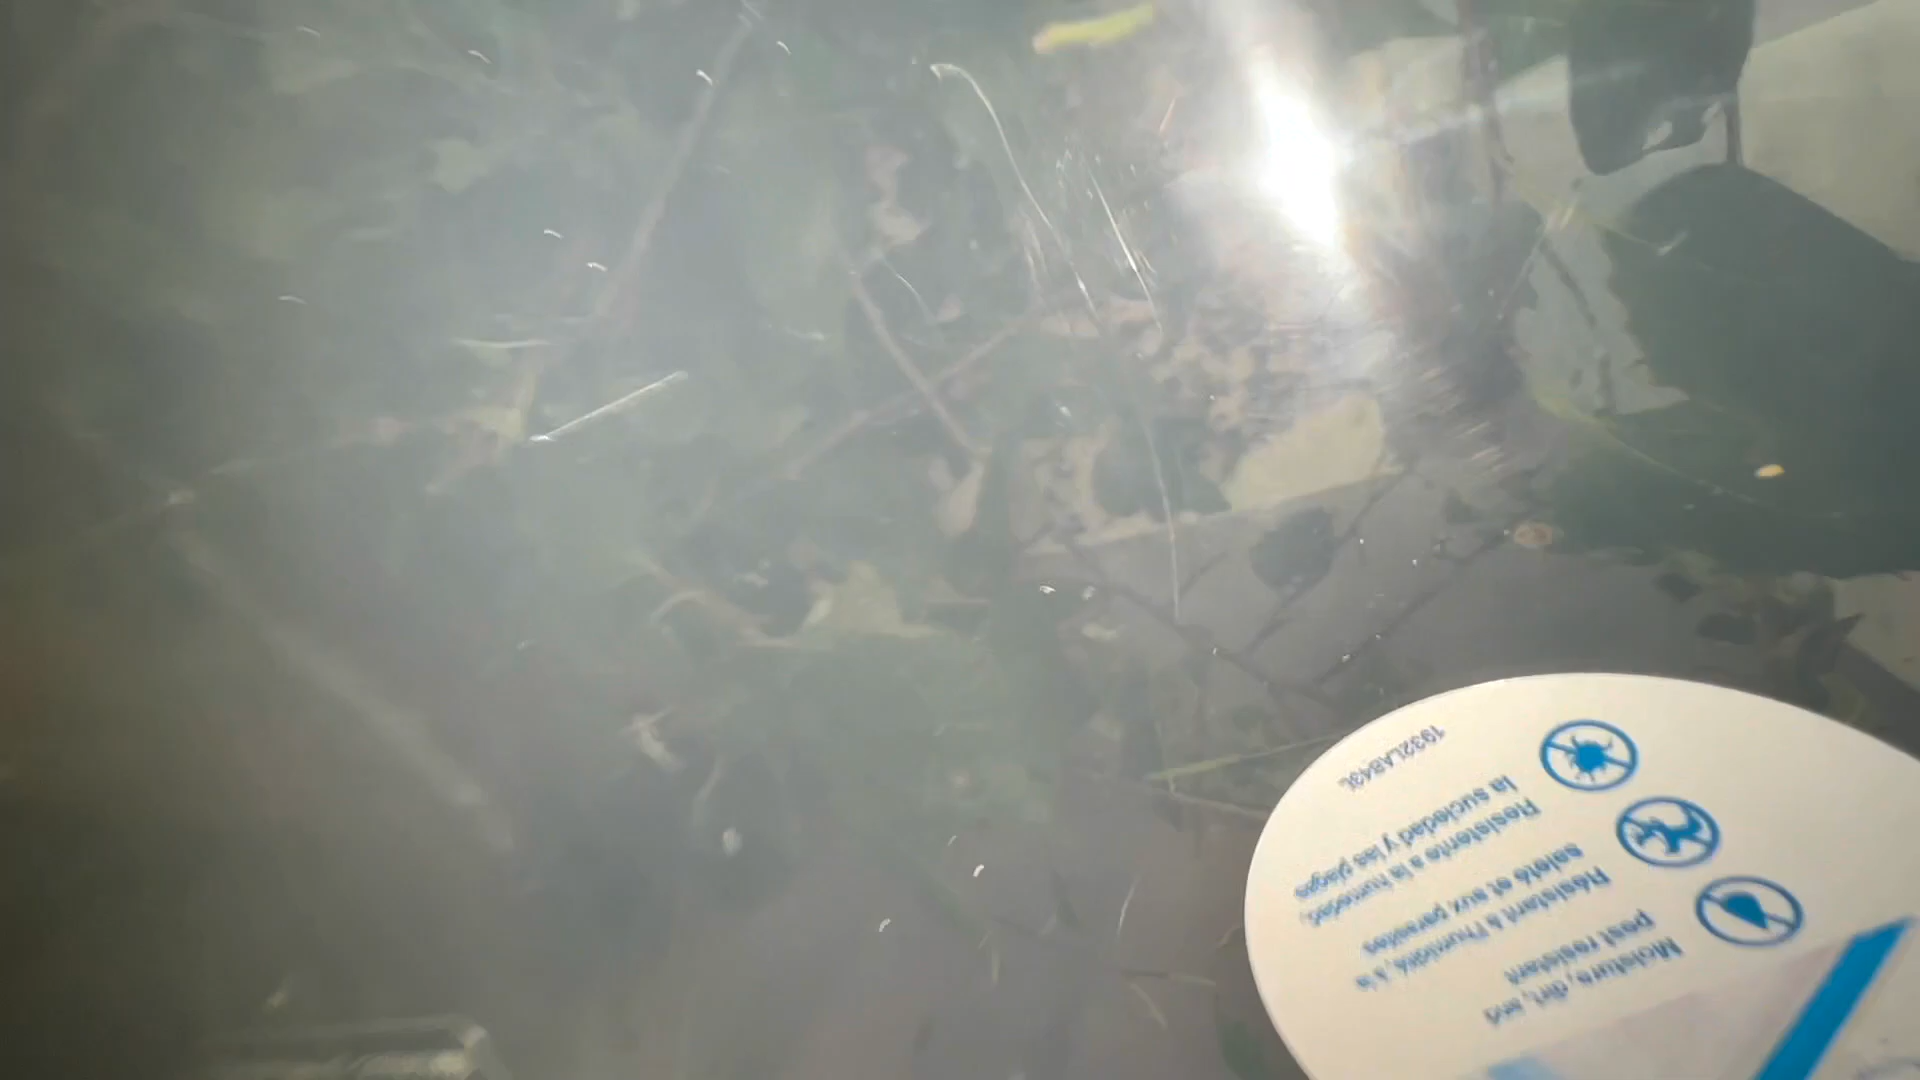 Moisture, dirt, and
pest resistant
Résistant à l'humidité, à la
saleté et aux parasites
Resistente a la humedad,
la suciedad y las plagas
1932LAB43L